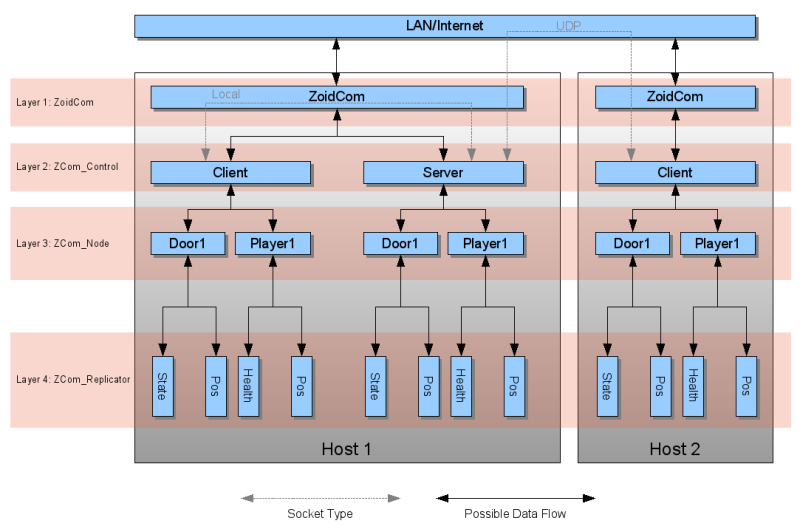 LAN/Internet
UDP
Layer 1: ZoidCom
Local
ZoidCom
ZoidCom
Layer 2: ZCom_Control
Client
Server
Client
Layer 3: ZCom_Node
Door1
Player1
Door1
Player1
Door1
Player1
Layer 4: ZCom_Replicator
State
Pos
Health
Pos
State
Pos
Health
Pos
State
Pos
Health
Pos
Host 1
Host 2
Socket Type
Possible Data Flow